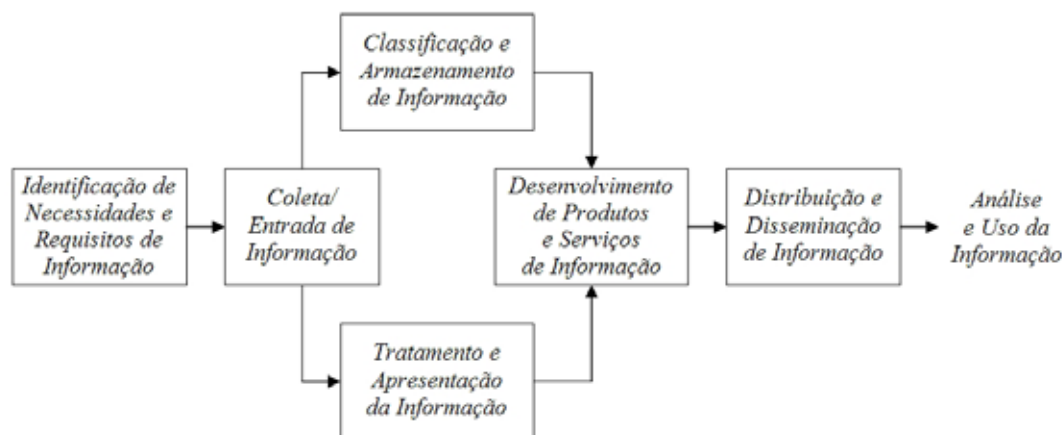 Classificação e
Armazenamento
de Informação
Identificação de
Necessidades e
Requisitos de
Informação
Coleta/
Entrada de
Informação
Desenvolvimento
de Produtos
e Serviços
de Informação
Distribuição e
Disseminação
de Informação
Análise
e Uso da
Informação
Tratamento e
Apresentação
da Informação